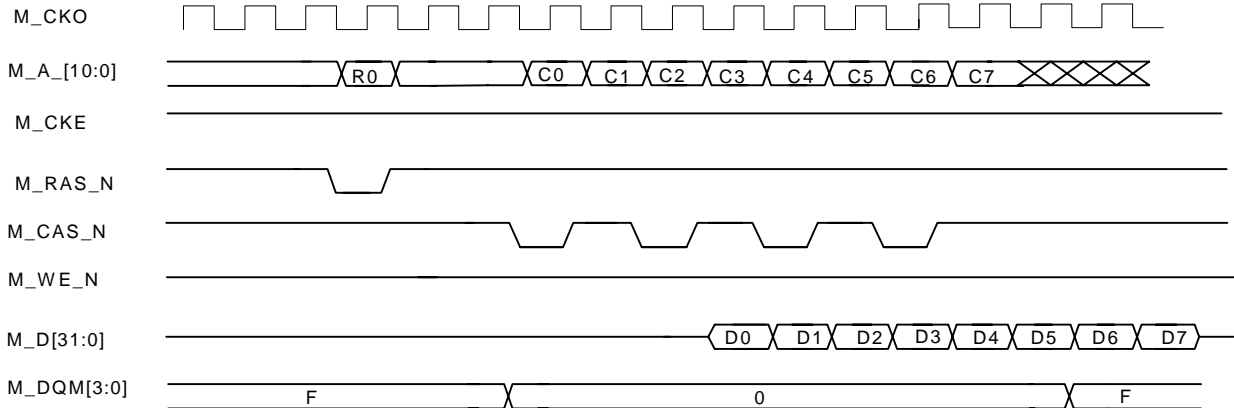 M_CKO
M_A_[10:0] R0 C0 C1 C2 C3 C4 C5 C6 C7
M_CKE
M_RAS_N
M_CAS_N
M_WE_N
M_D[31:0] D0 D1 D2 D3 D4 D5 D6 D7
M_DQM[3:0] F 0 F